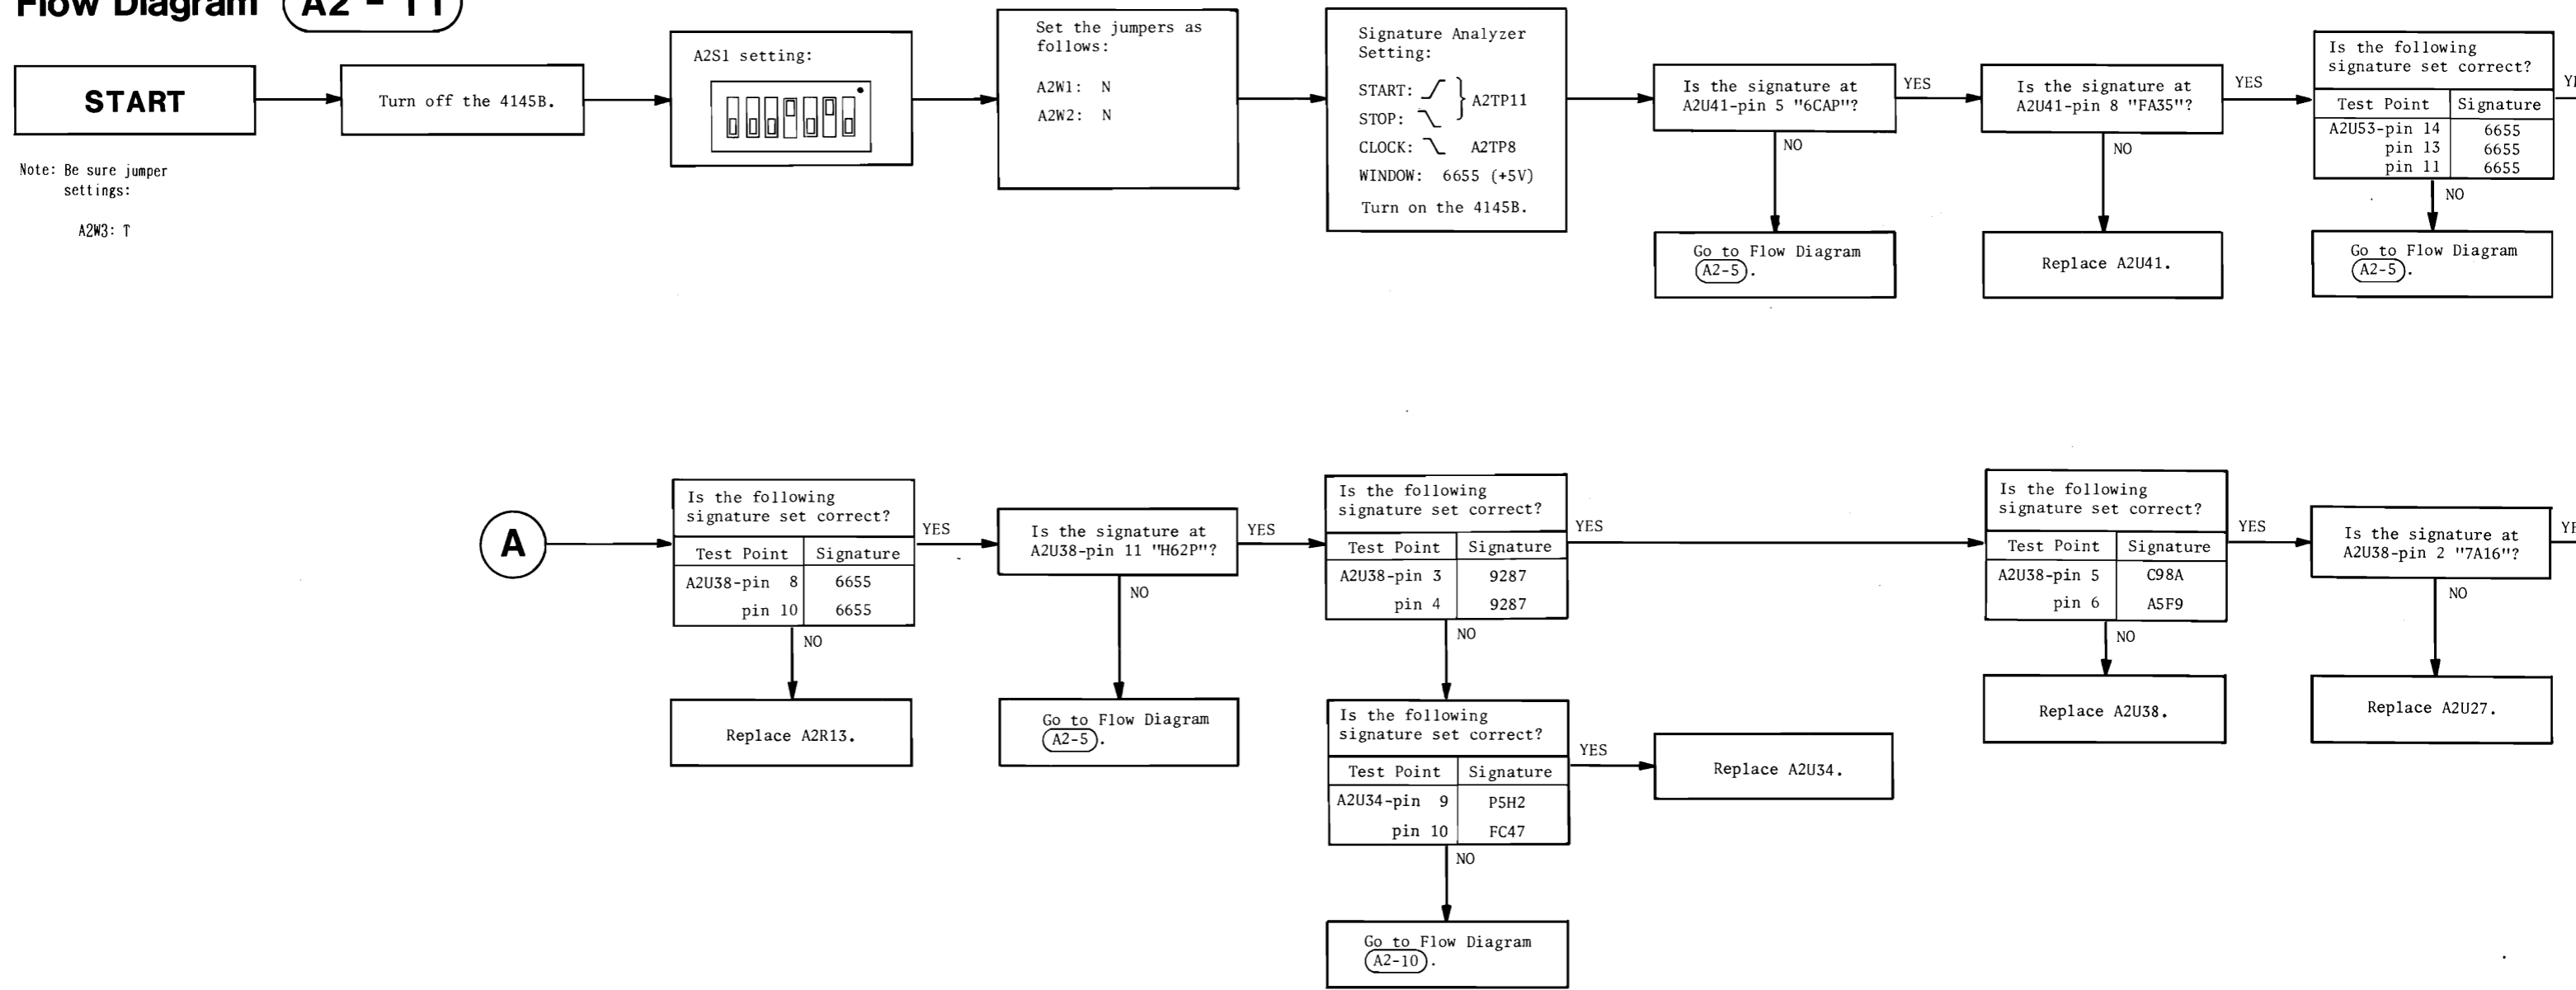 Flow Diagram A2 - 11
START
Note: Be sure jumper
settings:
A2W3: T
Turn off the 4145B.
A2S1 setting:
Set the jumpers as
follows:
A2W1: N
A2W2: N
Signature Analyzer
Setting:
START: A2TP11
STOP:
CLOCK: A2TP8
WINDOW: 6655 (+5V)
Turn on the 4145B.
Is the signature at
A2U41-pin 5 "6CAP"?
YES
NO
Go to Flow Diagram
A2-5.
Is the signature at
A2U41-pin 8 "FA35"?
YES
NO
Replace A2U41.
Is the following
signature set correct?
Test Point Signature
A2U53-pin 14 6655
pin 13 6655
pin 11 6655
NO
Go to Flow Diagram
A2-5.
A
Is the following
signature set correct?
Test Point Signature
A2U38-pin 8 6655
pin 10 6655
YES
NO
Replace A2R13.
Is the signature at
A2U38-pin 11 "H62P"?
YES
NO
Go to Flow Diagram
A2-5.
Is the following
signature set correct?
Test Point Signature
A2U38-pin 3 9287
pin 4 9287
YES
NO
Is the following
signature set correct?
Test Point Signature
A2U34-pin 9 P5H2
pin 10 FC47
YES
Replace A2U34.
NO
Go to Flow Diagram
A2-10.
Is the following
signature set correct?
Test Point Signature
A2U38-pin 5 C98A
pin 6 A5F9
YES
NO
Replace A2U38.
Is the signature at
A2U38-pin 2 "7A16"?
NO
Replace A2U27.